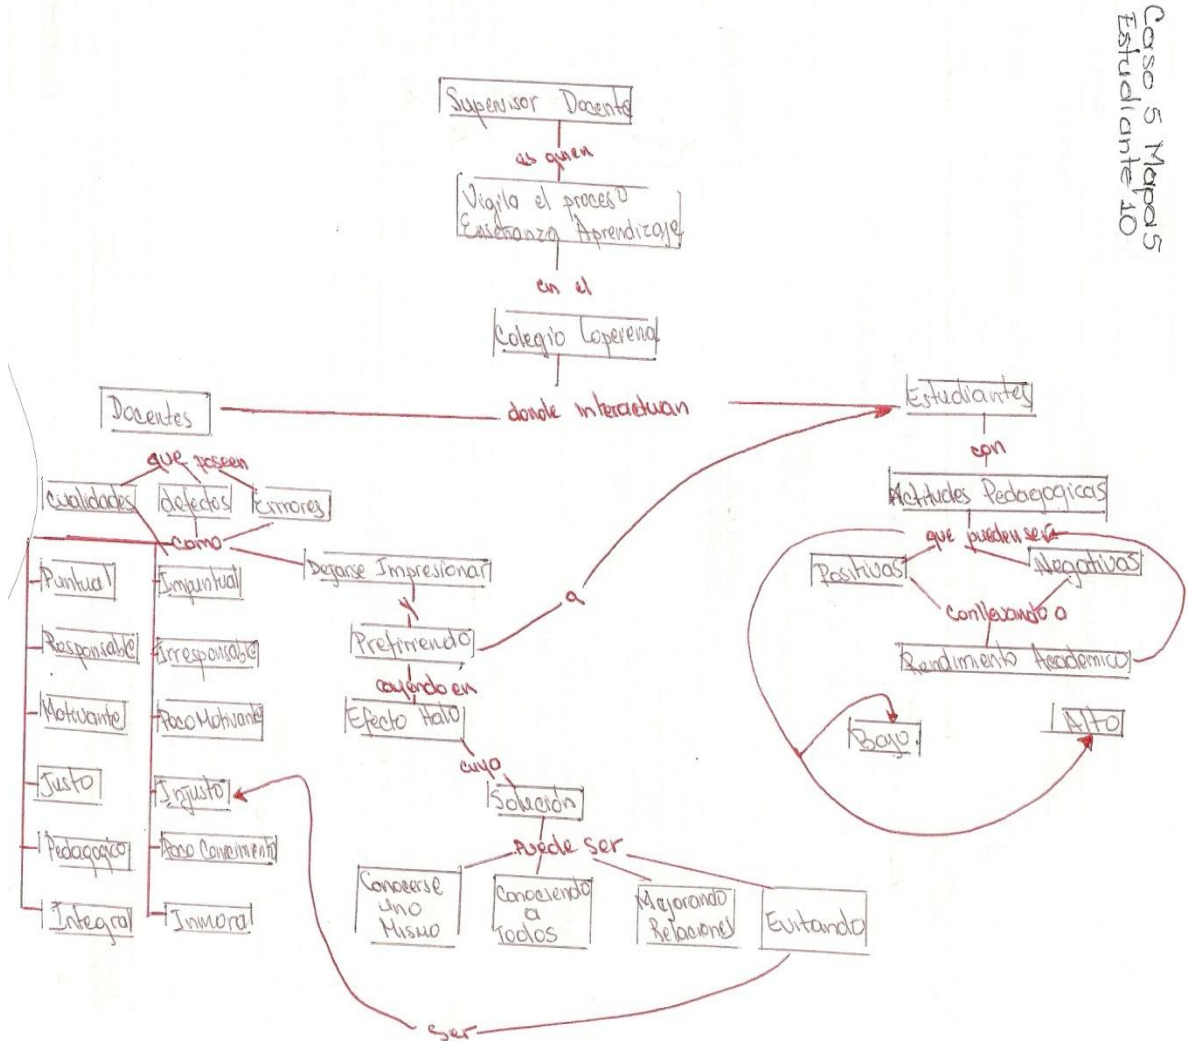 Caso 5 Mapa 5
Estudiante 10
Supervisor Docente
es quien
Vigila el proceso
Enseñanza Aprendizaje
en el
Colegio Loperena
Docentes
donde interactuan
Estudiantes
que poseen
con
Cualidades
defectos
Errores
Actitudes Pedagogicas
como
que pueden ser
Puntual
Impuntual
Degarse Impresionar
Positivas
Negativas
y
a
Conllevando a
Responsable
Irresponsable
Prefiriendo
Rendimiento Academico
cayendo en
Motivante
Poco Motivante
Efecto Halo
Bajo.
Alto
cuyo
Justo
Injusto
Solución
Puede ser
Pedagogico
Poco Conocimiento
Conocerse
uno
Mismo
Conociendo
a
Todos
Mejorando
Relaciones
Evitando
Integral
Inmoral
ser